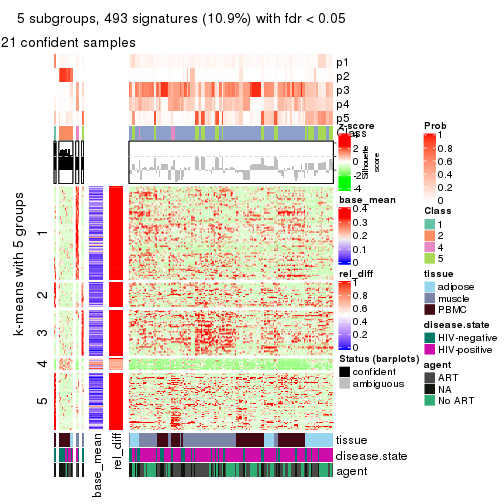 5 subgroups, 493 signatures (10.9%) with fdr < 0.05
21 confident samples
p1
p2
p3
p4
p5
Class
z-score
4
2
0
-2
-4
Silhouette
score
base_mean
0.4
0.3
0.2
0.1
0
rel_diff
1
0.8
0.6
0.4
0.2
0
Status (barplots)
confident
ambiguous
Prob
1
0.8
0.6
0.4
0.2
0
Class
1
2
4
5
tissue
adipose
muscle
PBMC
disease.state
HIV-negative
HIV-positive
agent
ART
NA
No ART
k-means with 5 groups
1
2
3
4
5
base_mean
rel_diff
tissue
disease.state
agent